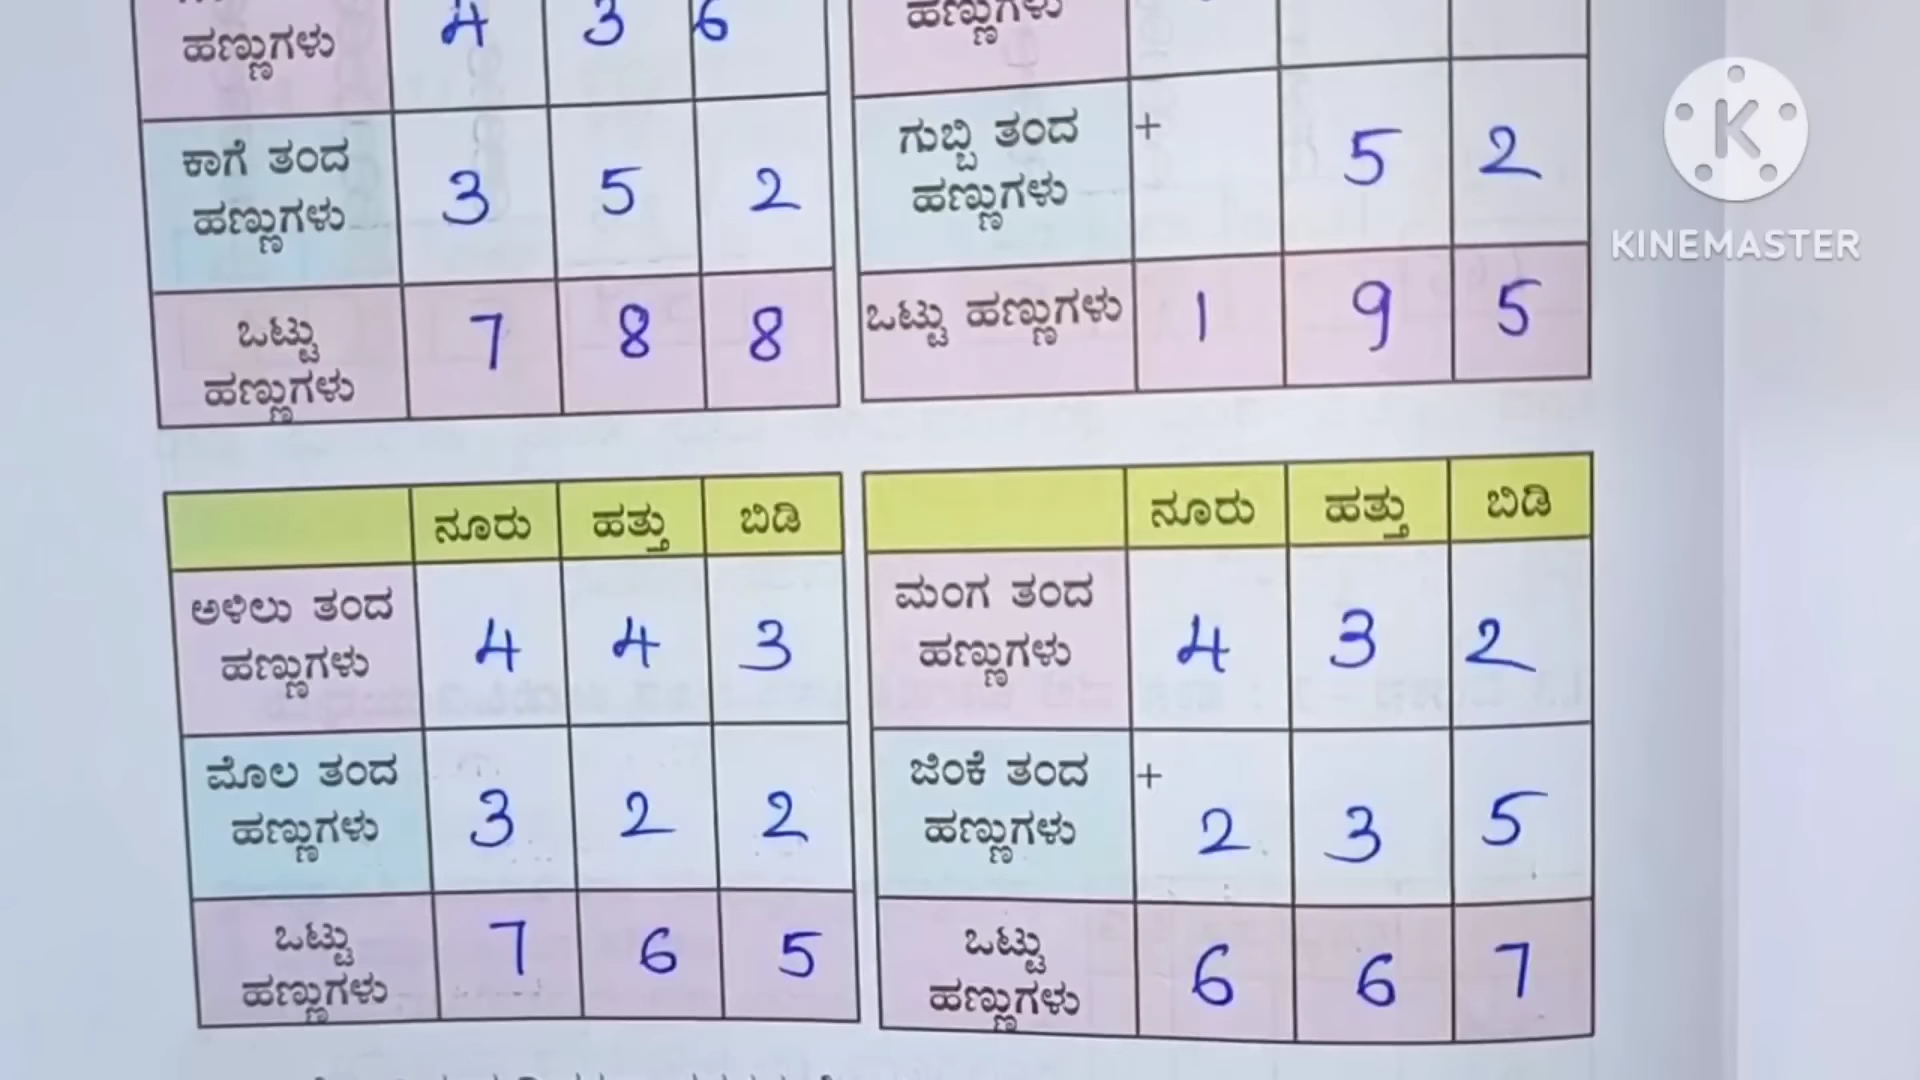 ಹಣ್ಣುಗಳು 4 3 6
ಕಾಗೆ ತಂದ
ಹಣ್ಣುಗಳು 3 5 2
ಒಟ್ಟು
ಹಣ್ಣುಗಳು 7 8 8
ಹಣ್ಣುಗಳು
ಗುಬ್ಬಿ ತಂದ
ಹಣ್ಣುಗಳು + 5 2
ಒಟ್ಟು ಹಣ್ಣುಗಳು 1 9 5
KINEMASTER
ನೂರು ಹತ್ತು ಬಿಡಿ
ಅಳಿಲು ತಂದ
ಹಣ್ಣುಗಳು 4 4 3
ಮೊಲ ತಂದ
ಹಣ್ಣುಗಳು 3 2 2
ಒಟ್ಟು
ಹಣ್ಣುಗಳು 7 6 5
ನೂರು ಹತ್ತು ಬಿಡಿ
ಮಂಗ ತಂದ
ಹಣ್ಣುಗಳು 4 3 2
ಜಿಂಕೆ ತಂದ
ಹಣ್ಣುಗಳು + 2 3 5
ಒಟ್ಟು
ಹಣ್ಣುಗಳು 6 6 7